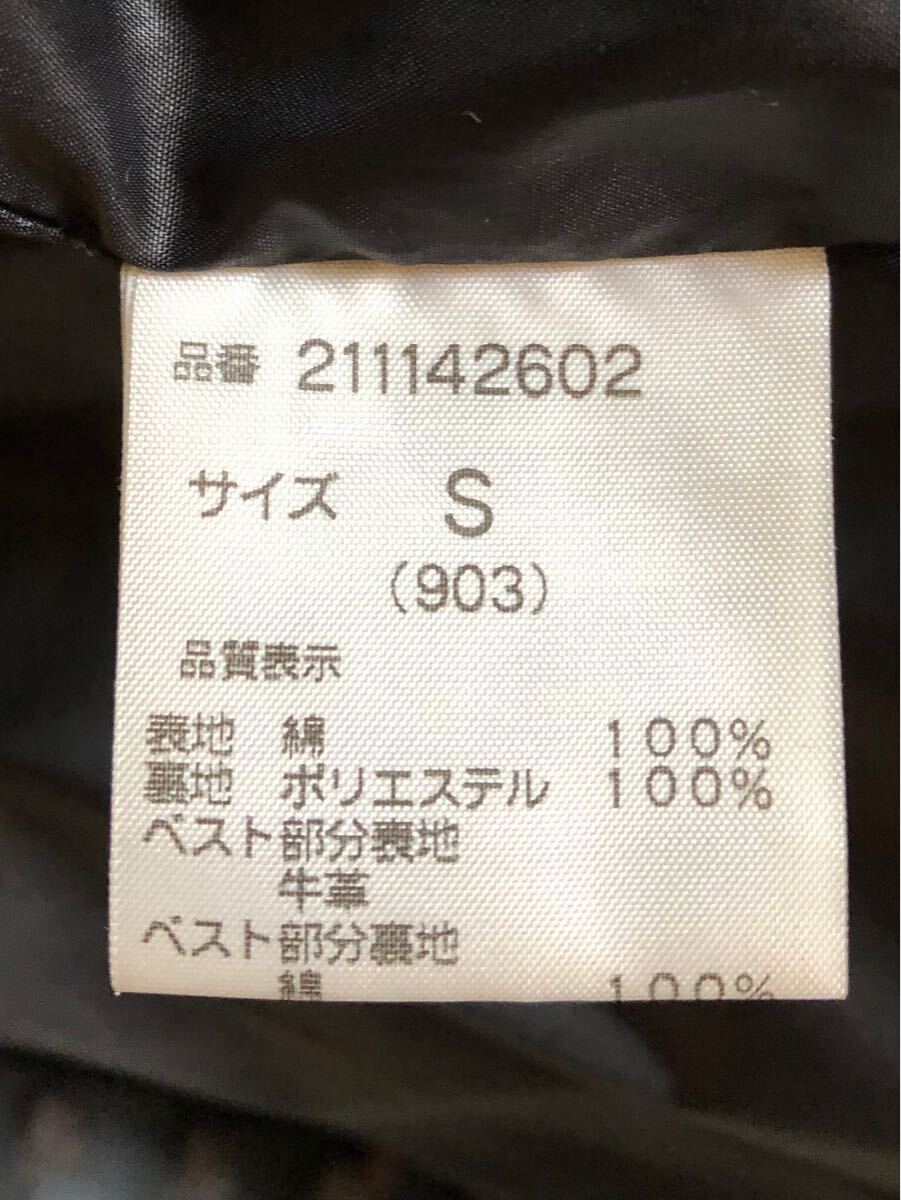 品番 211142602
サイズ S
(903)
品質表示
表地 綿 100%
裏地 ポリエステル 100%
ベスト部分表地
牛革
ベスト部分裏地
綿 100%